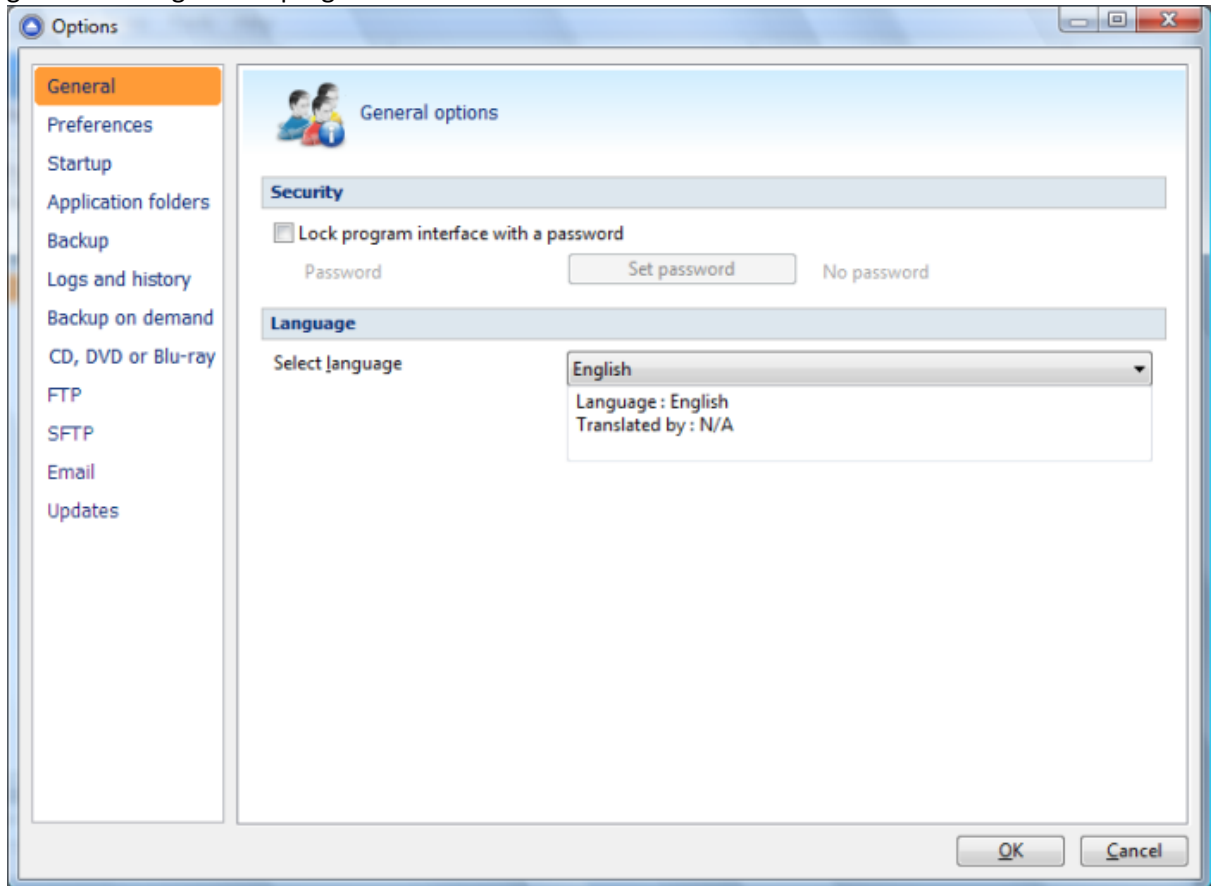 Options
General
Preferences
Startup
Application folders
Backup
Logs and history
Backup on demand
CD, DVD or Blu-ray
FTP
SFTP
Email
Updates
General options
Security
Lock program interface with a password
Password Set password No password
Language
Select language English
Language : English
Translated by : N/A
OK Cancel